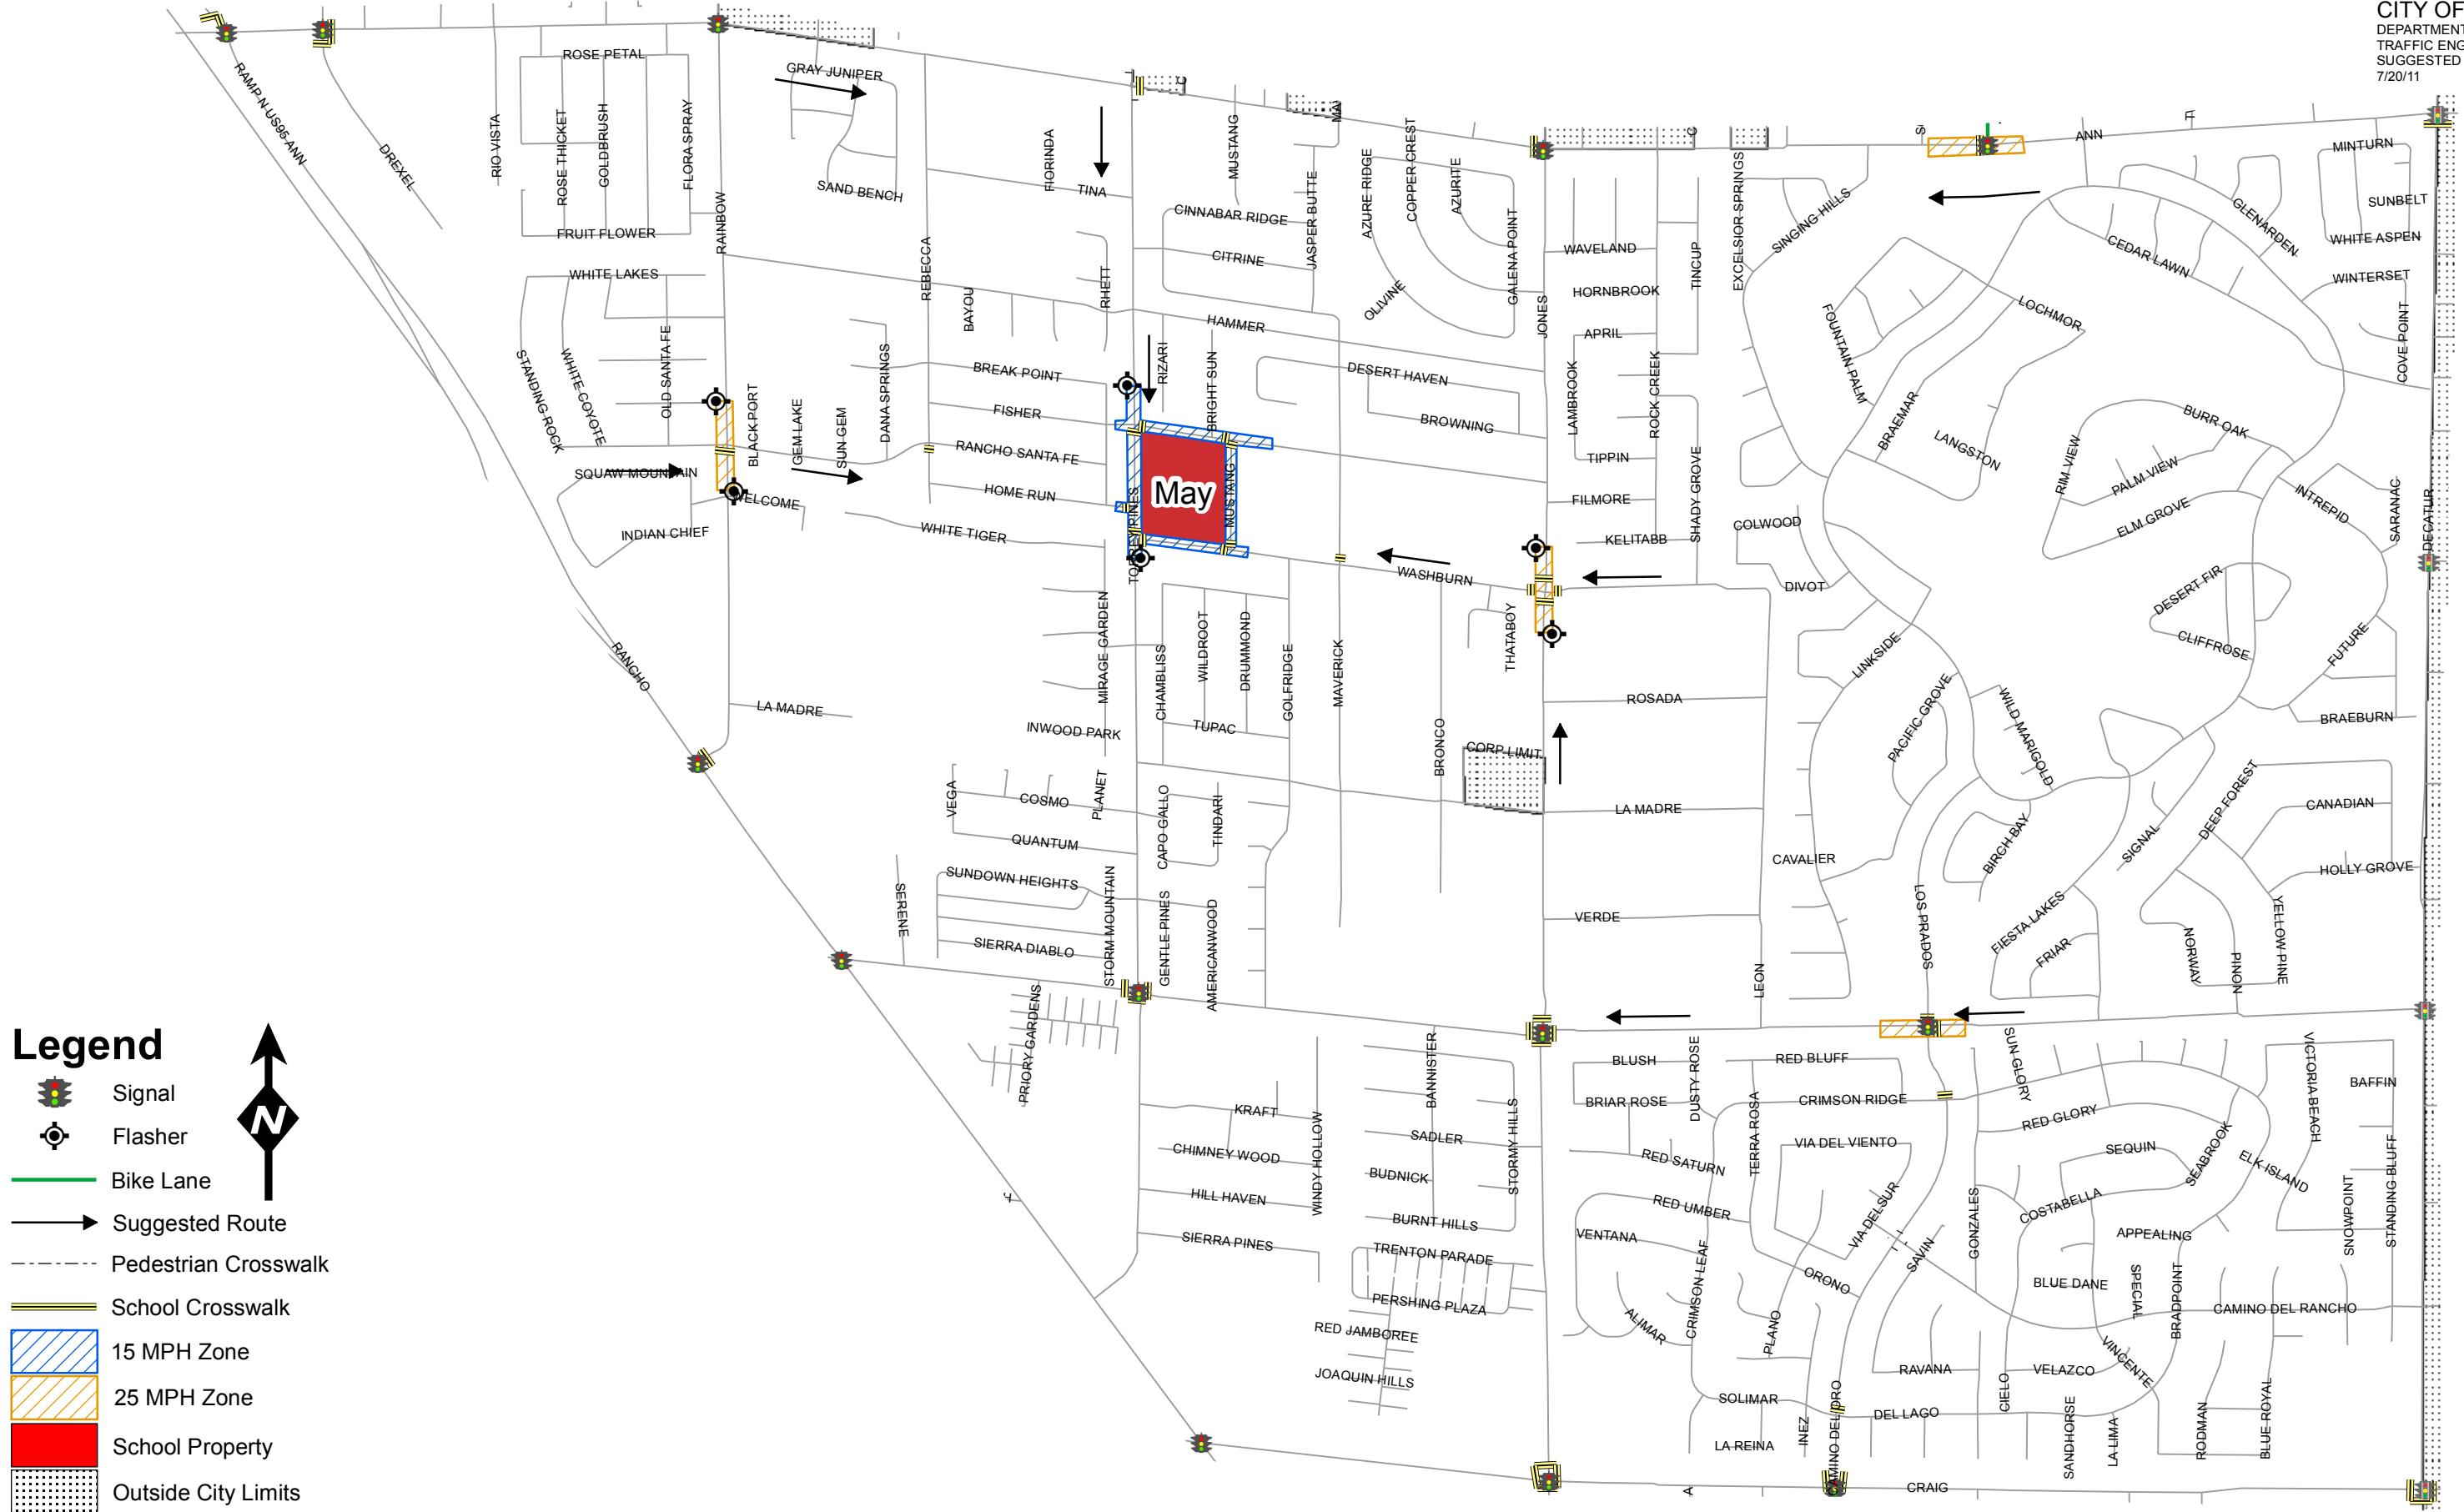 CITY OF
DEPARTMENT
TRAFFIC ENG
SUGGESTED
7/20/11
ROSE PETAL
GRAY JUNIPER
RAMP N US95 ANN
DREXEL
RIO VISTA
ROSE THICKET
GOLDBRUSH
FLORA SPRAY
RAINBOW
SAND BENCH
FRUIT FLOWER
WHITE LAKES
REBECCA
BAYOU
FIORINDA
TINA
RHETT
MUSTANG
CINNABAR RIDGE
CITRINE
JASPER BUTTE
AZURE RIDGE
COPPER CREST
AZURITE
GALENA POINT
OLIVINE
HAMMER
JONES
WAVELAND
HORNBROOK
APRIL
TINCUP
EXCELSIOR SPRINGS
SINGING HILLS
ANN
MINTURN
SUNBELT
WHITE ASPEN
WINTERSET
GLENARDEN
CEDAR LAWN
COVE POINT
LOCHMOR
FOUNTAIN PALM
BRAEMAR
LANGSTON
RIM VIEW
BURR OAK
PALM VIEW
ELM GROVE
INTREPID
SARANAC
DECATUR
STANDING ROCK
WHITE COYOTE
OLD SANTA FE
BLACK PORT
GEM LAKE
SUN GEM
DANA SPRINGS
BREAK POINT
FISHER
RANCHO SANTA FE
HOME RUN
WHITE TIGER
RIZARI
BRIGHT SUN
DESERT HAVEN
BROWNING
LAMBROOK
ROCK CREEK
TIPPIN
FILMORE
KELITABB
SHADY GROVE
COLWOOD
DIVOT
SQUAW MOUNTAIN
WELCOME
INDIAN CHIEF
May
MUSTANG
TORREY PINES
WASHBURN
THATABOY
DESERT FIR
CLIFFROSE
FUTURE
BRAEBURN
LINKSIDE
PACIFIC GROVE
WILD MARIGOLD
RANCHO
LA MADRE
MIRAGE GARDEN
CHAMBLISS
WILDROOT
DRUMMOND
GOLFRIDGE
MAVERICK
INWOOD PARK
TUPAC
BRONCO
CORP LIMIT
ROSADA
LA MADRE
CAVALIER
BIRCH BAY
SIGNAL
DEEP FOREST
CANADIAN
HOLLY GROVE
VEGA
COSMO
PLANET
QUANTUM
CAPO GALLO
TINDARI
SERENE
SUNDOWN HEIGHTS
SIERRA DIABLO
STORM MOUNTAIN
GENTLE PINES
AMERICANWOOD
VERDE
LEON
LOS PRADOS
FIESTA LAKES
FRIAR
NORWAY
PINON
YELLOW PINE
PRIORY GARDENS
KRAFT
CHIMNEY WOOD
HILL HAVEN
SIERRA PINES
WINDY HOLLOW
BANNISTER
SADLER
BUDNICK
BURNT HILLS
STORMY HILLS
TRENTON PARADE
PERSHING PLAZA
RED JAMBOREE
JOAQUIN HILLS
BLUSH
DUSTY ROSE
RED BLUFF
BRIAR ROSE
CRIMSON RIDGE
TERRA ROSA
VIA DEL VIENTO
RED SATURN
RED UMBER
VENTANA
VIA DEL SUR
CRIMSON LEAF
ALIMAR
PLANO
ORONO
SAVIN
GONZALES
SUN GLORY
RED GLORY
SEQUIN
SEABROOK
ELK ISLAND
VICTORIA BEACH
BAFFIN
COSTABELLA
APPEALING
SNOWPOINT
STANDING BLUFF
BLUE DANE
SPECIAL
BRADPOINT
CAMINO DEL RANCHO
VINCENTE
RAVANA
VELAZCO
SOLIMAR
LA REINA
INEZ
DEL LAGO
CIELO
SANDHORSE
LA LIMA
RODMAN
BLUE ROYAL
CRAIG
Legend
N
Signal
Flasher
Bike Lane
Suggested Route
Pedestrian Crosswalk
School Crosswalk
15 MPH Zone
25 MPH Zone
School Property
Outside City Limits